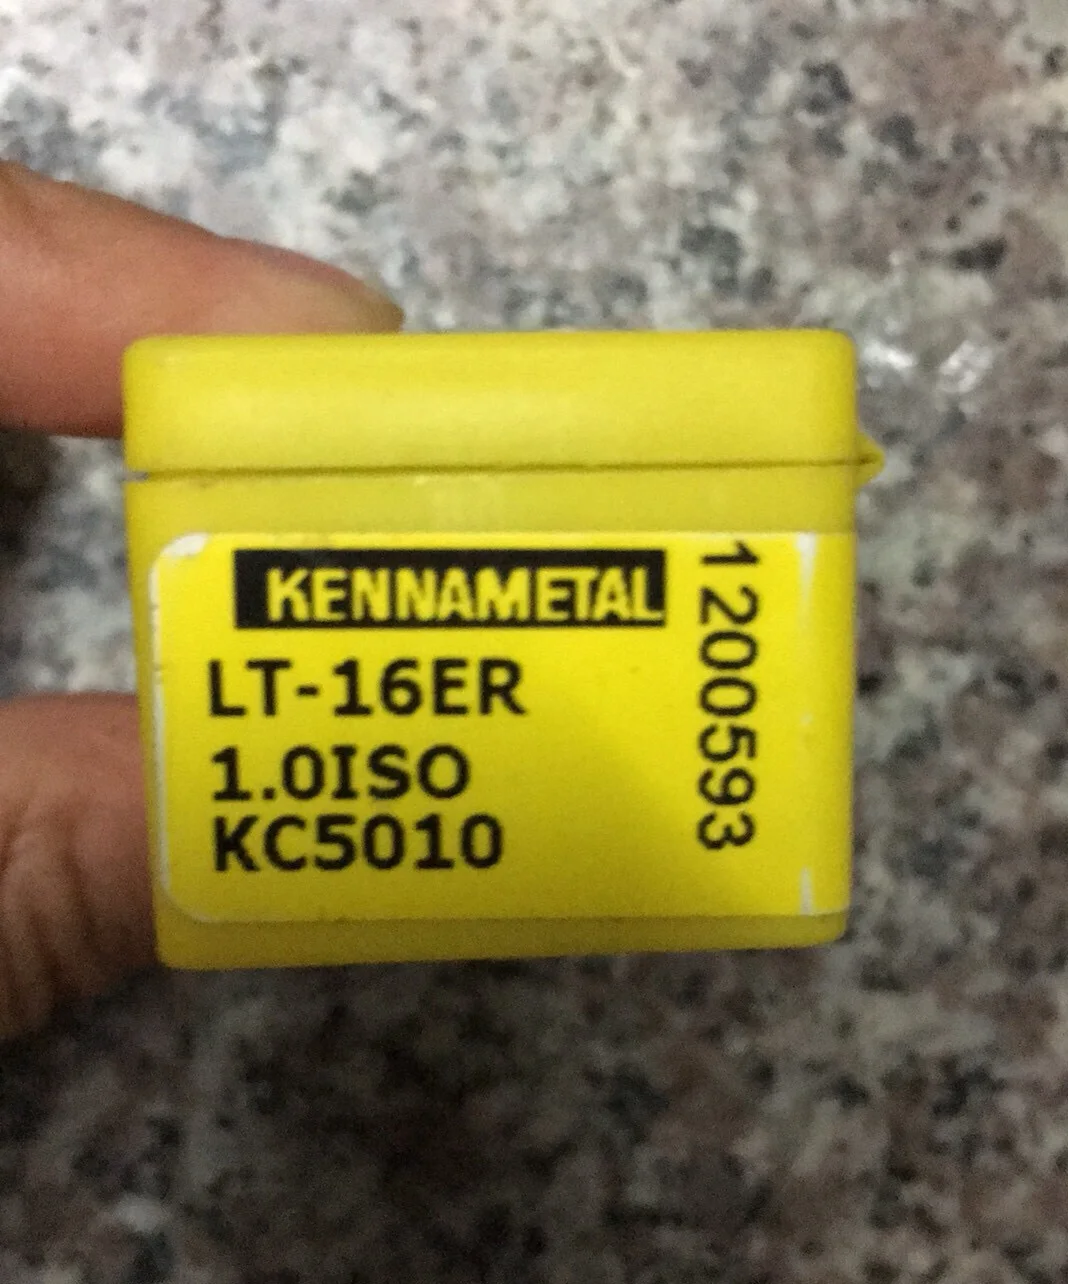 KENNAMETAL
LT-16ER
1.0ISO
KC5010
1200593